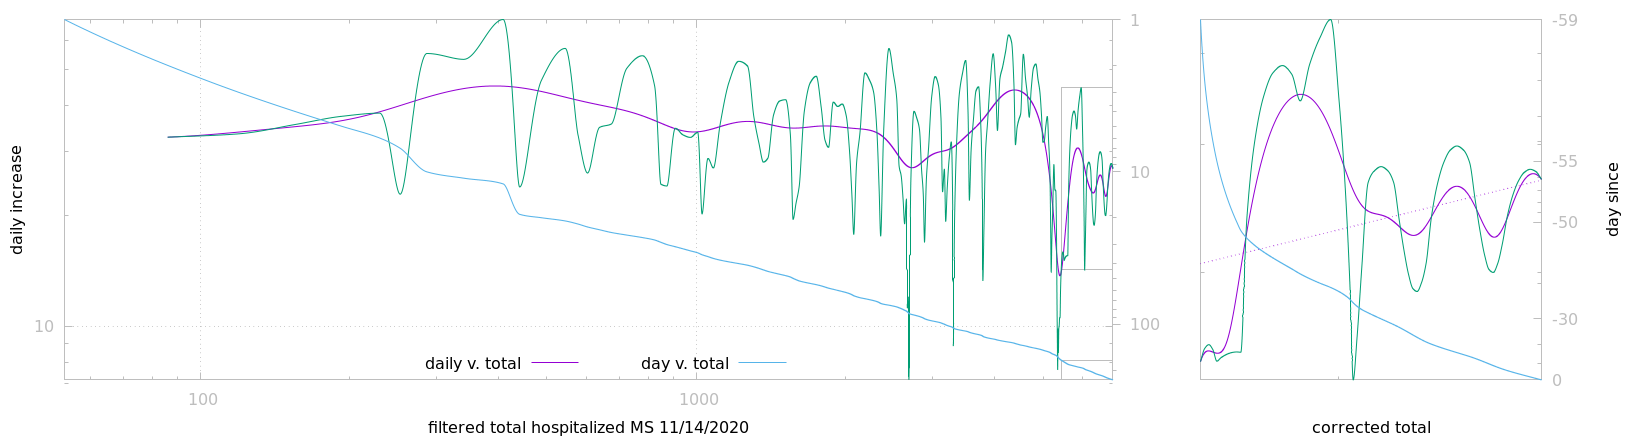 1
-59
daily increase
10
-55
-50
day since
10
100
-30
daily v. total
day v. total
0
100
1000
filtered total hospitalized MS 11/14/2020
corrected total